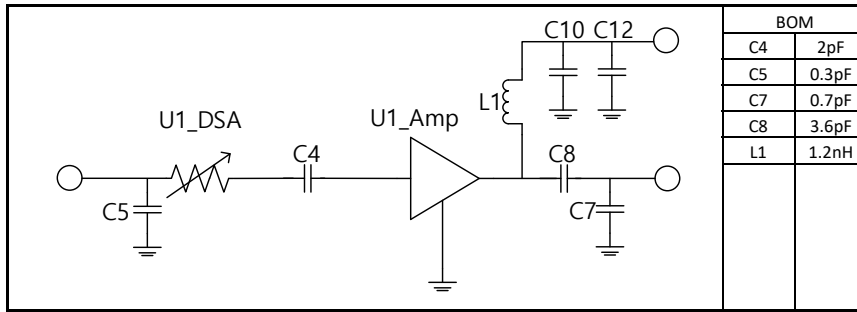 C10 C12
L1
U1_DSA
U1_Amp
C4
C8
C5
C7
BOM
C4 2pF
C5 0.3pF
C7 0.7pF
C8 3.6pF
L1 1.2nH